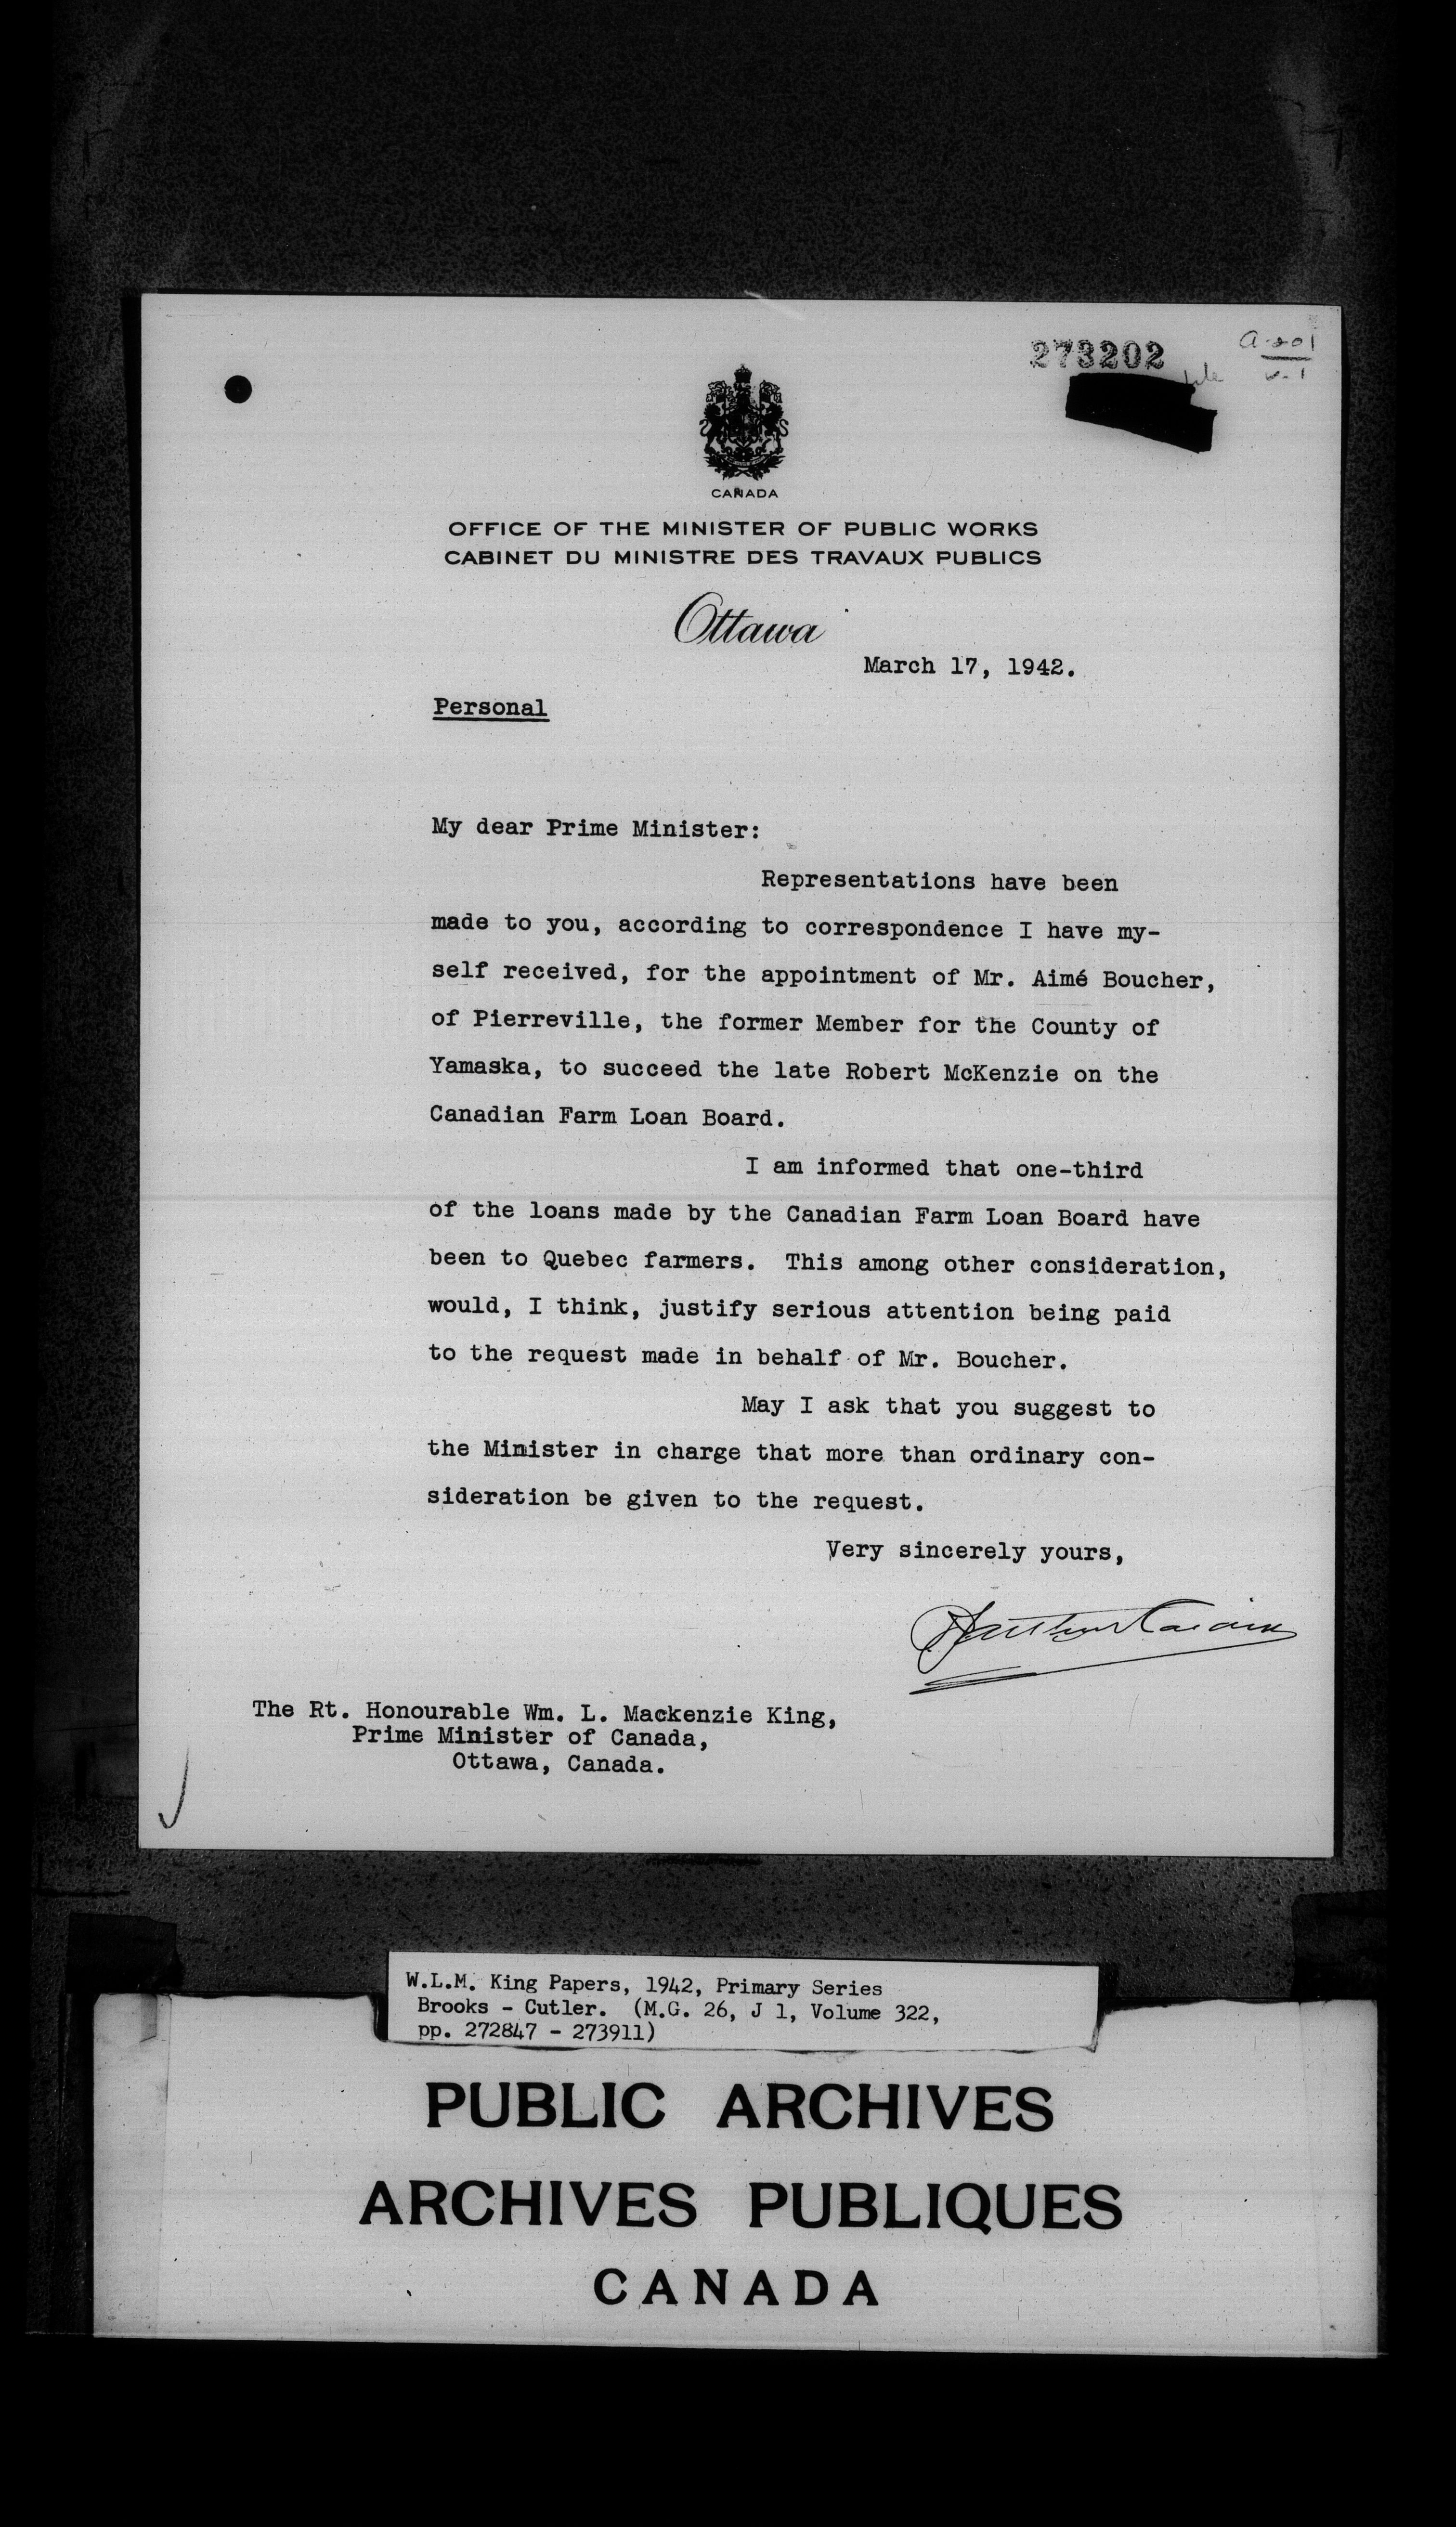 273202
a-201
file
v-1
CANADA
OFFICE OF THE MINISTER OF PUBLIC WORKS
CABINET DU MINISTRE DES TRAVAUX PUBLICS
Ottawa
March 17, 1942.
Personal
My dear Prime Minister:
Representations have been
made to you, according to correspondence I have my-
self received, for the appointment of Mr. Aimé Boucher,
of Pierreville, the former Member for the County of
Yamaska, to succeed the late Robert McKenzie on the
Canadian Farm Loan Board.
I am informed that one-third
of the loans made by the Canadian Farm Loan Board have
been to Quebec farmers. This among other consideration,
would, I think, justify serious attention being paid
to the request made in behalf of Mr. Boucher.
May I ask that you suggest to
the Minister in charge that more than ordinary con-
sideration be given to the request.
Very sincerely yours,
Arthur Cardin
The Rt. Honourable Wm. L. Mackenzie King,
Prime Minister of Canada,
Ottawa, Canada.
W.L.M. King Papers, 1942, Primary Series
Brooks - Cutler. (M.G. 26, J 1, Volume 322,
pp. 272847 - 273911)
PUBLIC ARCHIVES
ARCHIVES PUBLIQUES
CANADA